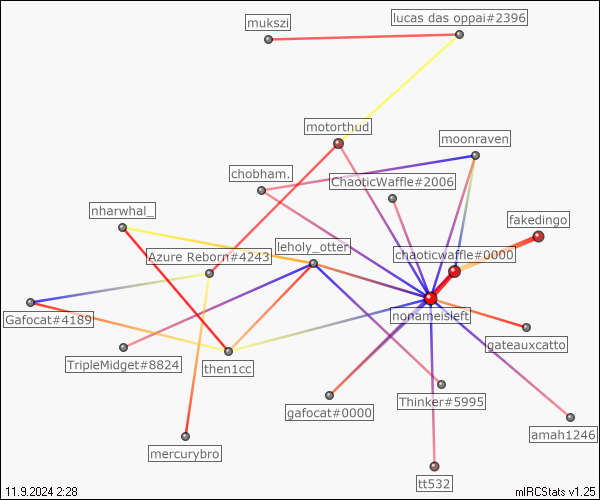 lucas das oppai#2396
mukszi
motorthud
moonraven
chobham.
ChaoticWaffle#2006
nharwhal_
fakedingo
leholy_otter
chaoticwaffle#0000
Azure Reborn#4243
nonameisleft
Gafocat#4189
gateauxcatto
TripleMidget#8824
then1cc
Thinker#5995
gafocat#0000
amah1246
mercurybro
tt532
11.9.2024 2:28
mIRCStats v1.25